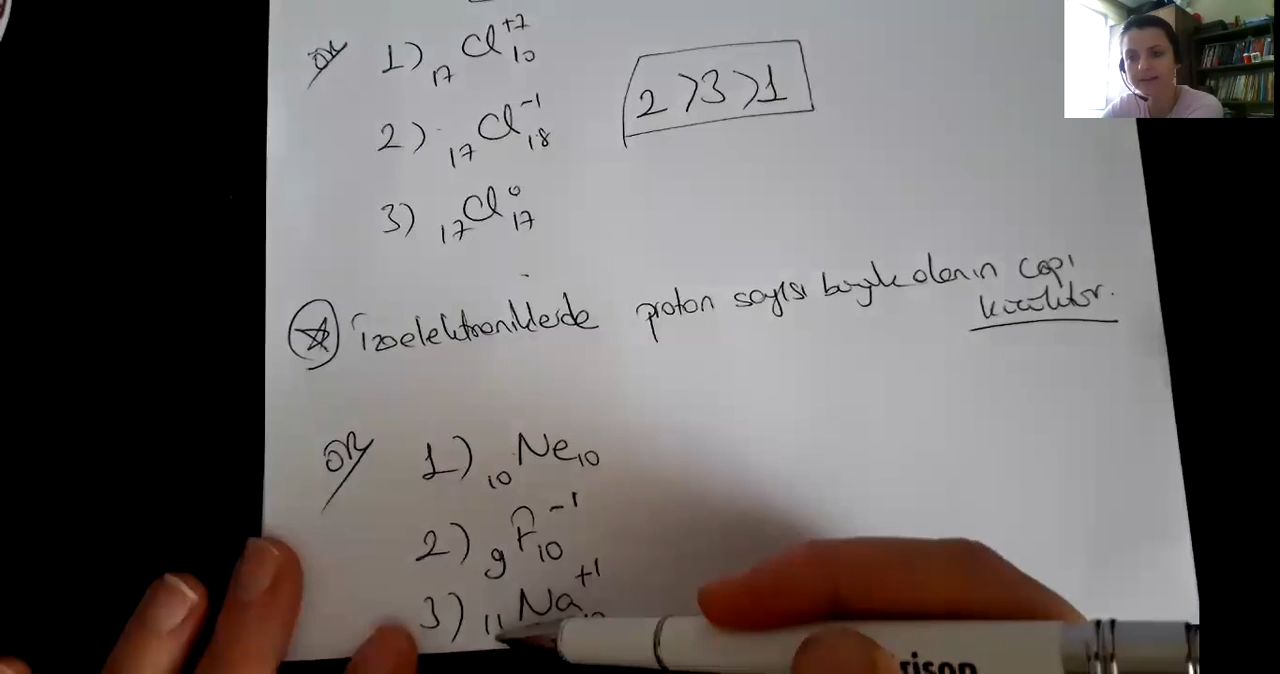 ÖR 1) 17Cl+7 10
2) 17Cl-1 18
2>3>1
3) 17Cl0 17
İzoelektroniklerde proton sayısı büyük olanın çapı
küçüktür.
ÖR 1) 10Ne10
2) 9F-1 10
3) 11Na+1
rison